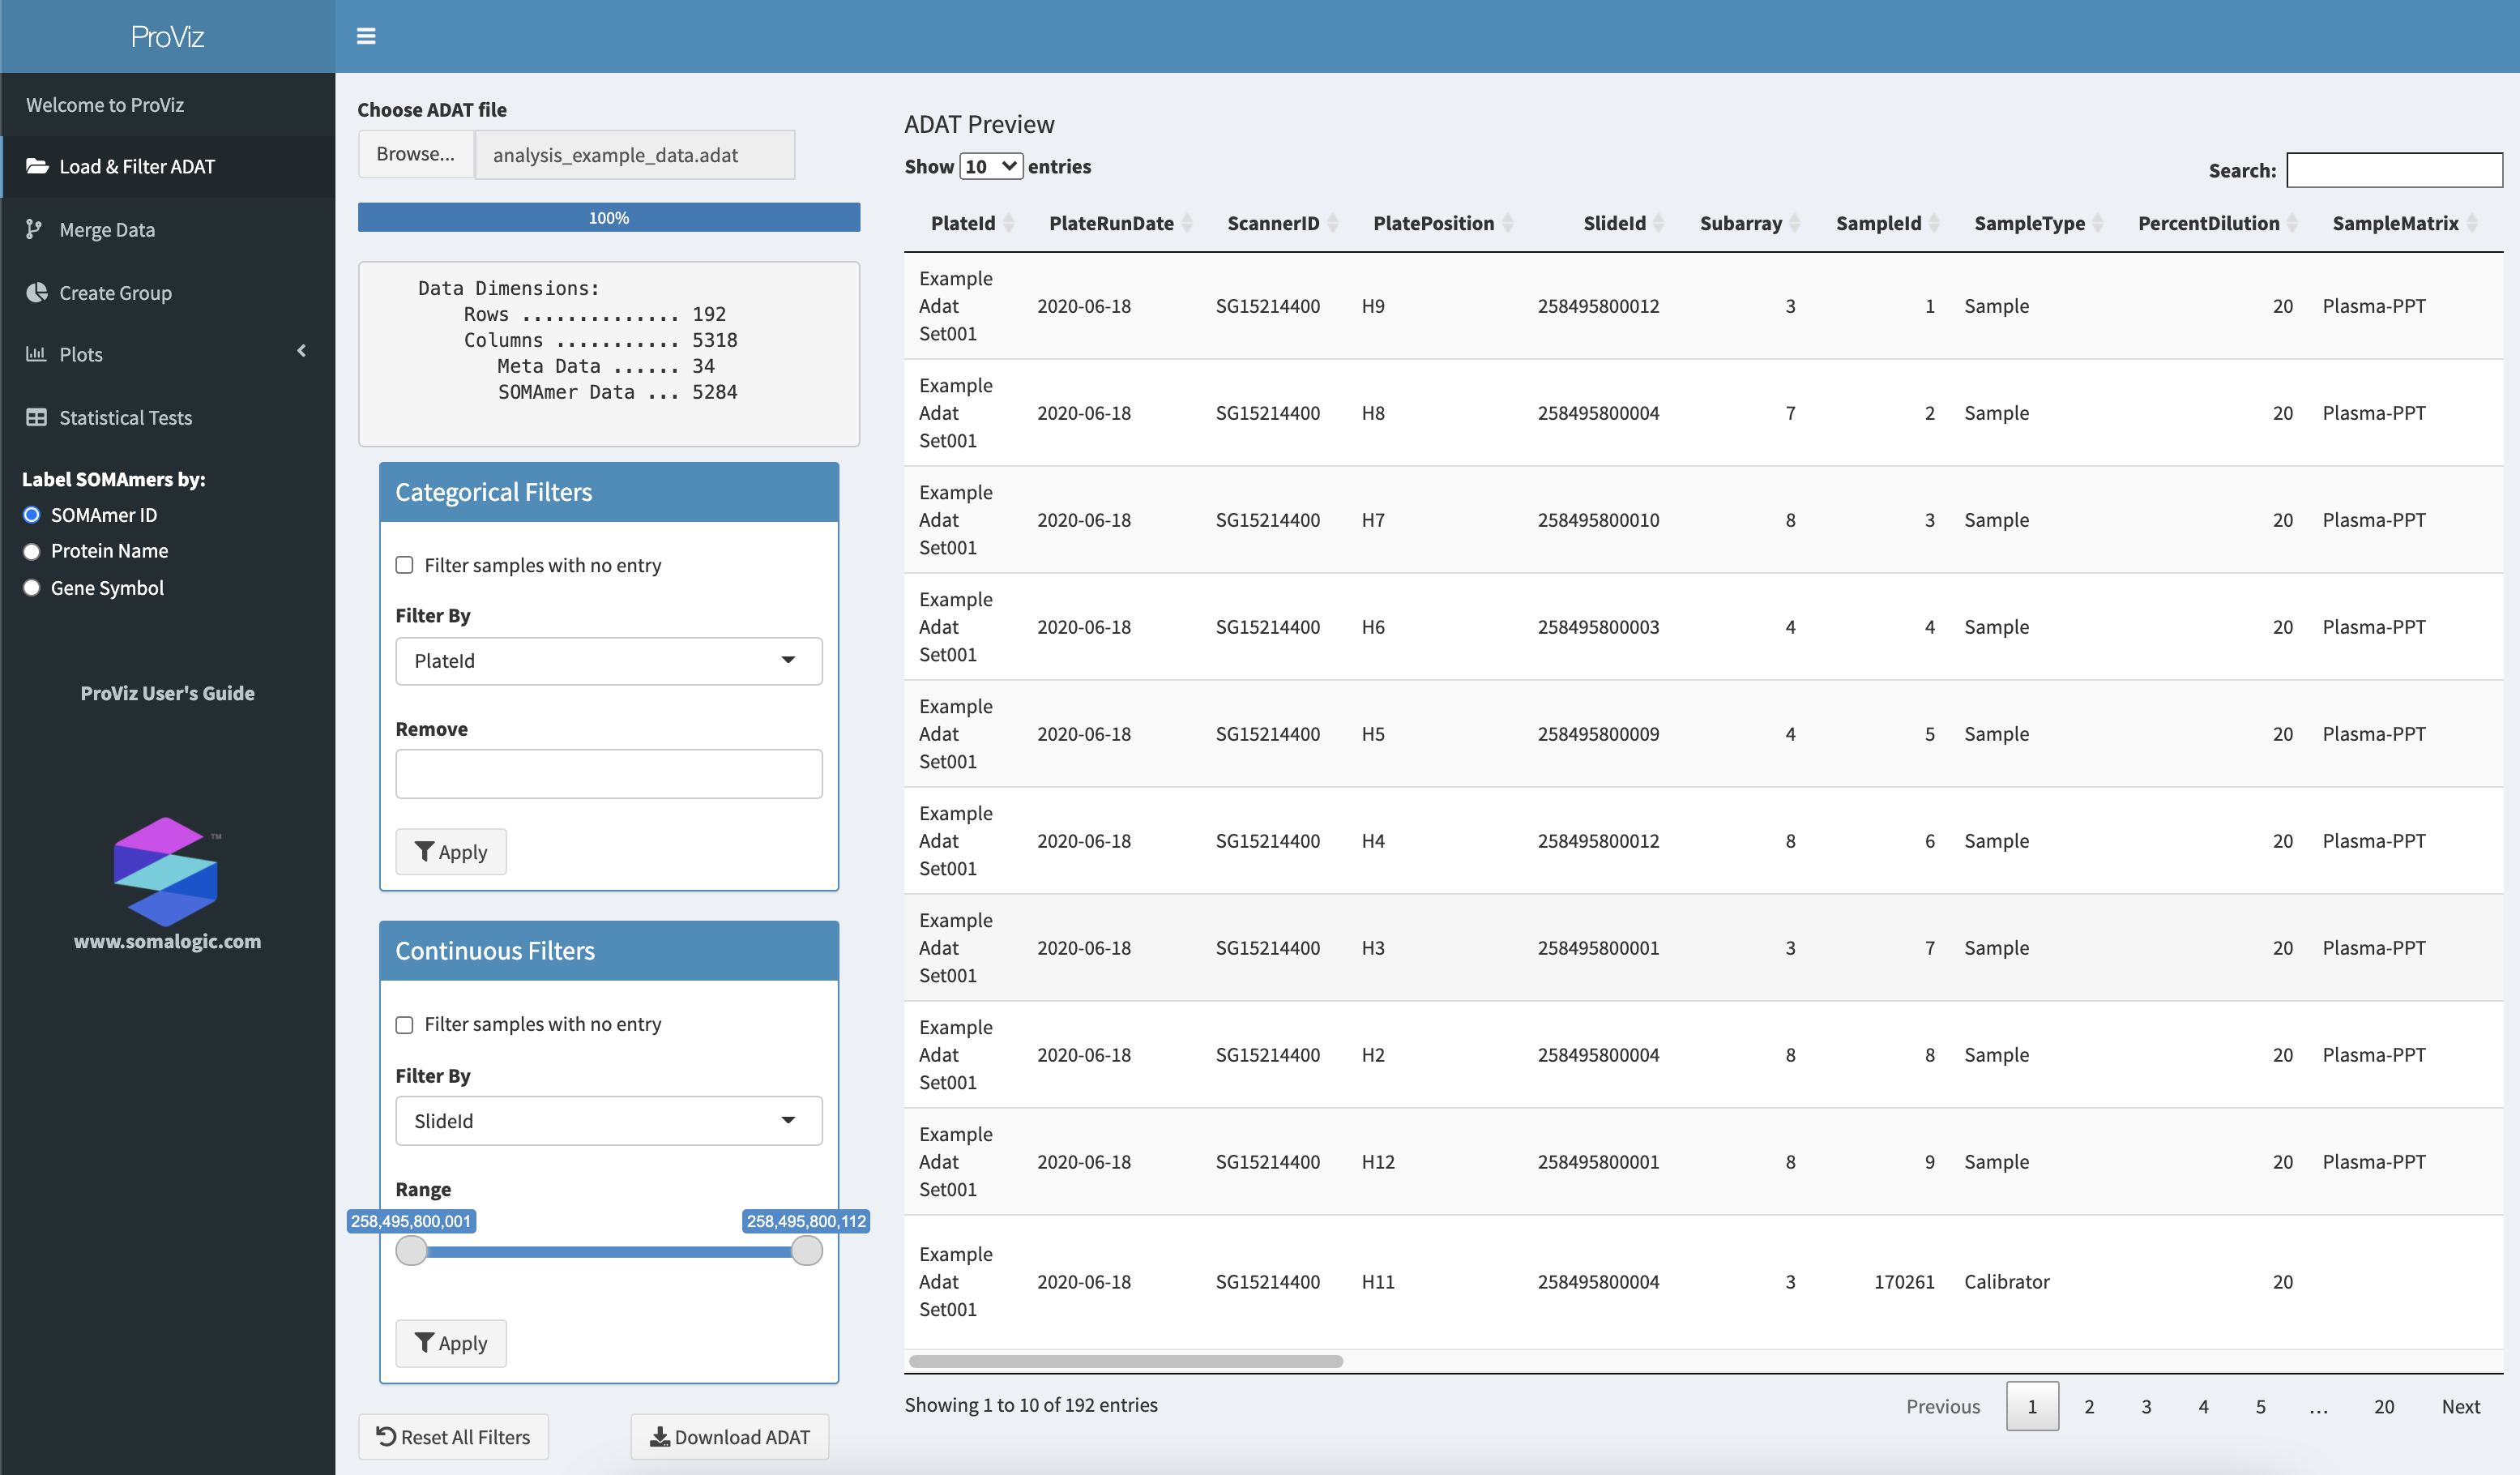 ProViz
Welcome to ProViz
Load & Filter ADAT
Merge Data
Create Group
Plots
Statistical Tests
Label SOMAmers by:
SOMAmer ID
Protein Name
Gene Symbol
ProViz User's Guide
TM
www.somalogic.com
Choose ADAT file
Browse... analysis_example_data.adat
100%
Data Dimensions:
Rows .............. 192
Columns ........... 5318
Meta Data ...... 34
SOMAmer Data ... 5284
Categorical Filters
Filter samples with no entry
Filter By
PlateId
Remove
Apply
Continuous Filters
Filter samples with no entry
Filter By
SlideId
Range
258,495,800,001 258,495,800,112
Apply
Reset All Filters Download ADAT
ADAT Preview
Show 10 entries
Search:
PlateId PlateRunDate ScannerID PlatePosition SlideId Subarray SampleId SampleType PercentDilution SampleMatrix
Example
Adat 2020-06-18 SG15214400 H9 258495800012 3 1 Sample 20 Plasma-PPT
Set001
Example
Adat 2020-06-18 SG15214400 H8 258495800004 7 2 Sample 20 Plasma-PPT
Set001
Example
Adat 2020-06-18 SG15214400 H7 258495800010 8 3 Sample 20 Plasma-PPT
Set001
Example
Adat 2020-06-18 SG15214400 H6 258495800003 4 4 Sample 20 Plasma-PPT
Set001
Example
Adat 2020-06-18 SG15214400 H5 258495800009 4 5 Sample 20 Plasma-PPT
Set001
Example
Adat 2020-06-18 SG15214400 H4 258495800012 8 6 Sample 20 Plasma-PPT
Set001
Example
Adat 2020-06-18 SG15214400 H3 258495800001 3 7 Sample 20 Plasma-PPT
Set001
Example
Adat 2020-06-18 SG15214400 H2 258495800004 8 8 Sample 20 Plasma-PPT
Set001
Example
Adat 2020-06-18 SG15214400 H12 258495800001 8 9 Sample 20 Plasma-PPT
Set001
Example
Adat 2020-06-18 SG15214400 H11 258495800004 3 170261 Calibrator 20
Set001
Showing 1 to 10 of 192 entries
Previous 1 2 3 4 5 ... 20 Next